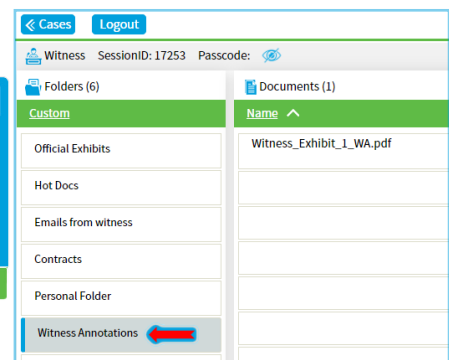 Cases Logout
Witness SessionID: 17253 Passcode:
Folders (6)
Custom
Official Exhibits
Hot Docs
Emails from witness
Contracts
Personal Folder
Witness Annotations
Documents (1)
Name
Witness_Exhibit_1_WA.pdf